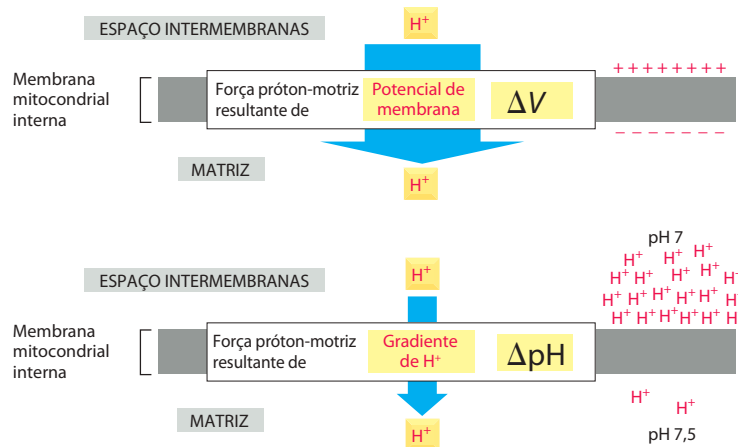 ESPAÇO INTERMEMBRANAS
H⁺
Membrana
mitocondrial
interna
Força próton-motriz
resultante de
Potencial de
membrana
ΔV
+ + + + + + + +
– – – – – – – –
MATRIZ
H⁺
pH 7
ESPAÇO INTERMEMBRANAS
H⁺
H⁺ H⁺ H⁺
H⁺ H⁺ H⁺ H⁺ H⁺
H⁺ H⁺ H⁺ H⁺ H⁺ H⁺
H⁺ H⁺ H⁺ H⁺ H⁺ H⁺
Membrana
mitocondrial
interna
Força próton-motriz
resultante de
Gradiente
de H⁺
ΔpH
MATRIZ
H⁺
H⁺ H⁺
pH 7,5